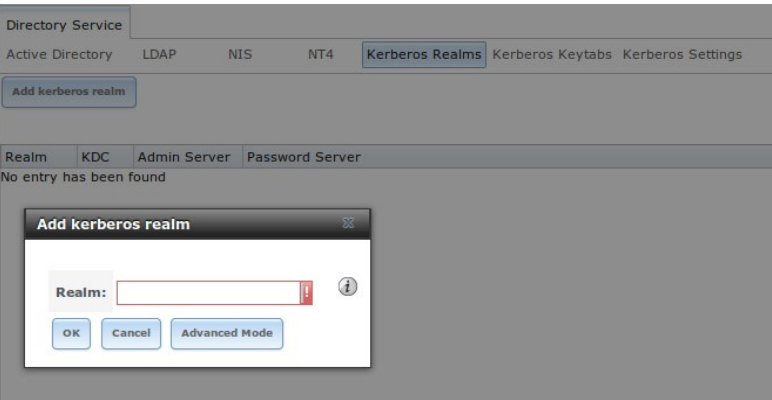 Directory Service
Active Directory LDAP NIS NT4 Kerberos Realms Kerberos Keytabs Kerberos Settings
Add kerberos realm
Realm KDC Admin Server Password Server
No entry has been found
Add kerberos realm
Realm: !
OK Cancel Advanced Mode